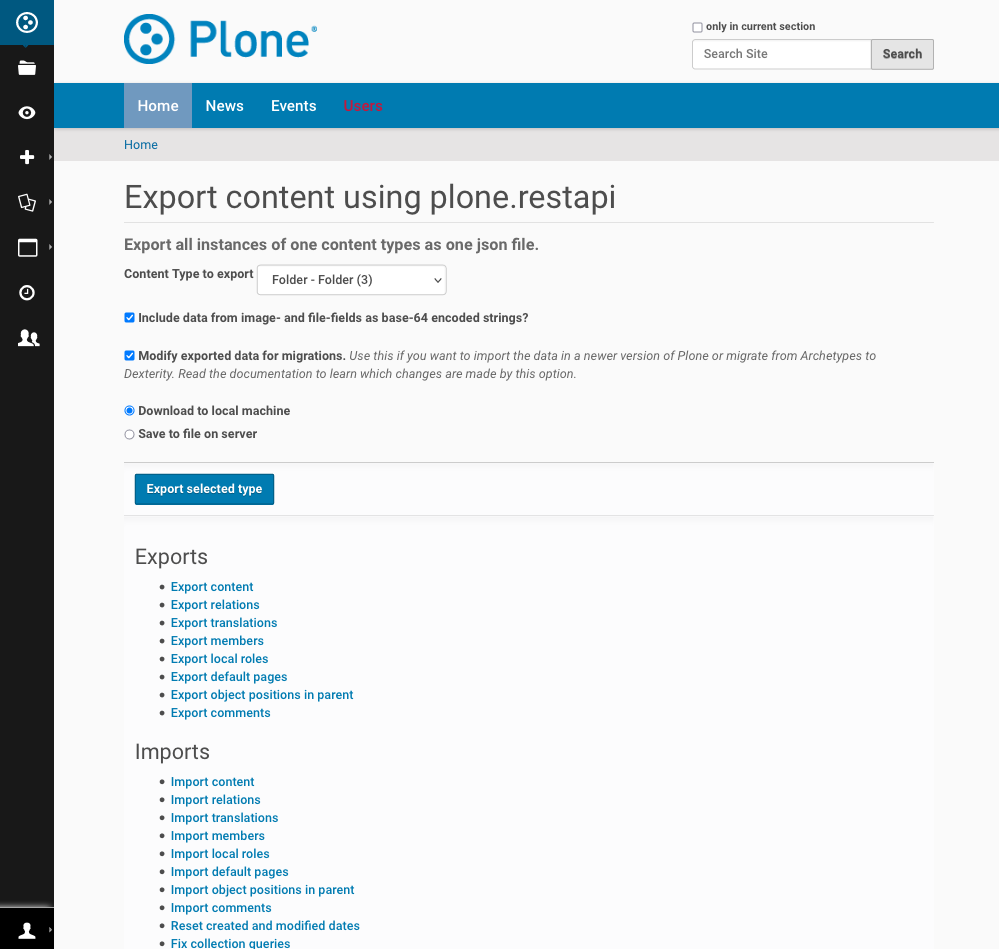 Plone®
only in current section
Search Site
Search
Home
News
Events
Users
Home
Export content using plone.restapi
Export all instances of one content types as one json file.
Content Type to export
Folder - Folder (3)
Include data from image- and file-fields as base-64 encoded strings?
Modify exported data for migrations. Use this if you want to import the data in a newer version of Plone or migrate from Archetypes to
Dexterity. Read the documentation to learn which changes are made by this option.
Download to local machine
Save to file on server
Export selected type
Exports
Export content
Export relations
Export translations
Export members
Export local roles
Export default pages
Export object positions in parent
Export comments
Imports
Import content
Import relations
Import translations
Import members
Import local roles
Import default pages
Import object positions in parent
Import comments
Reset created and modified dates
Fix collection queries